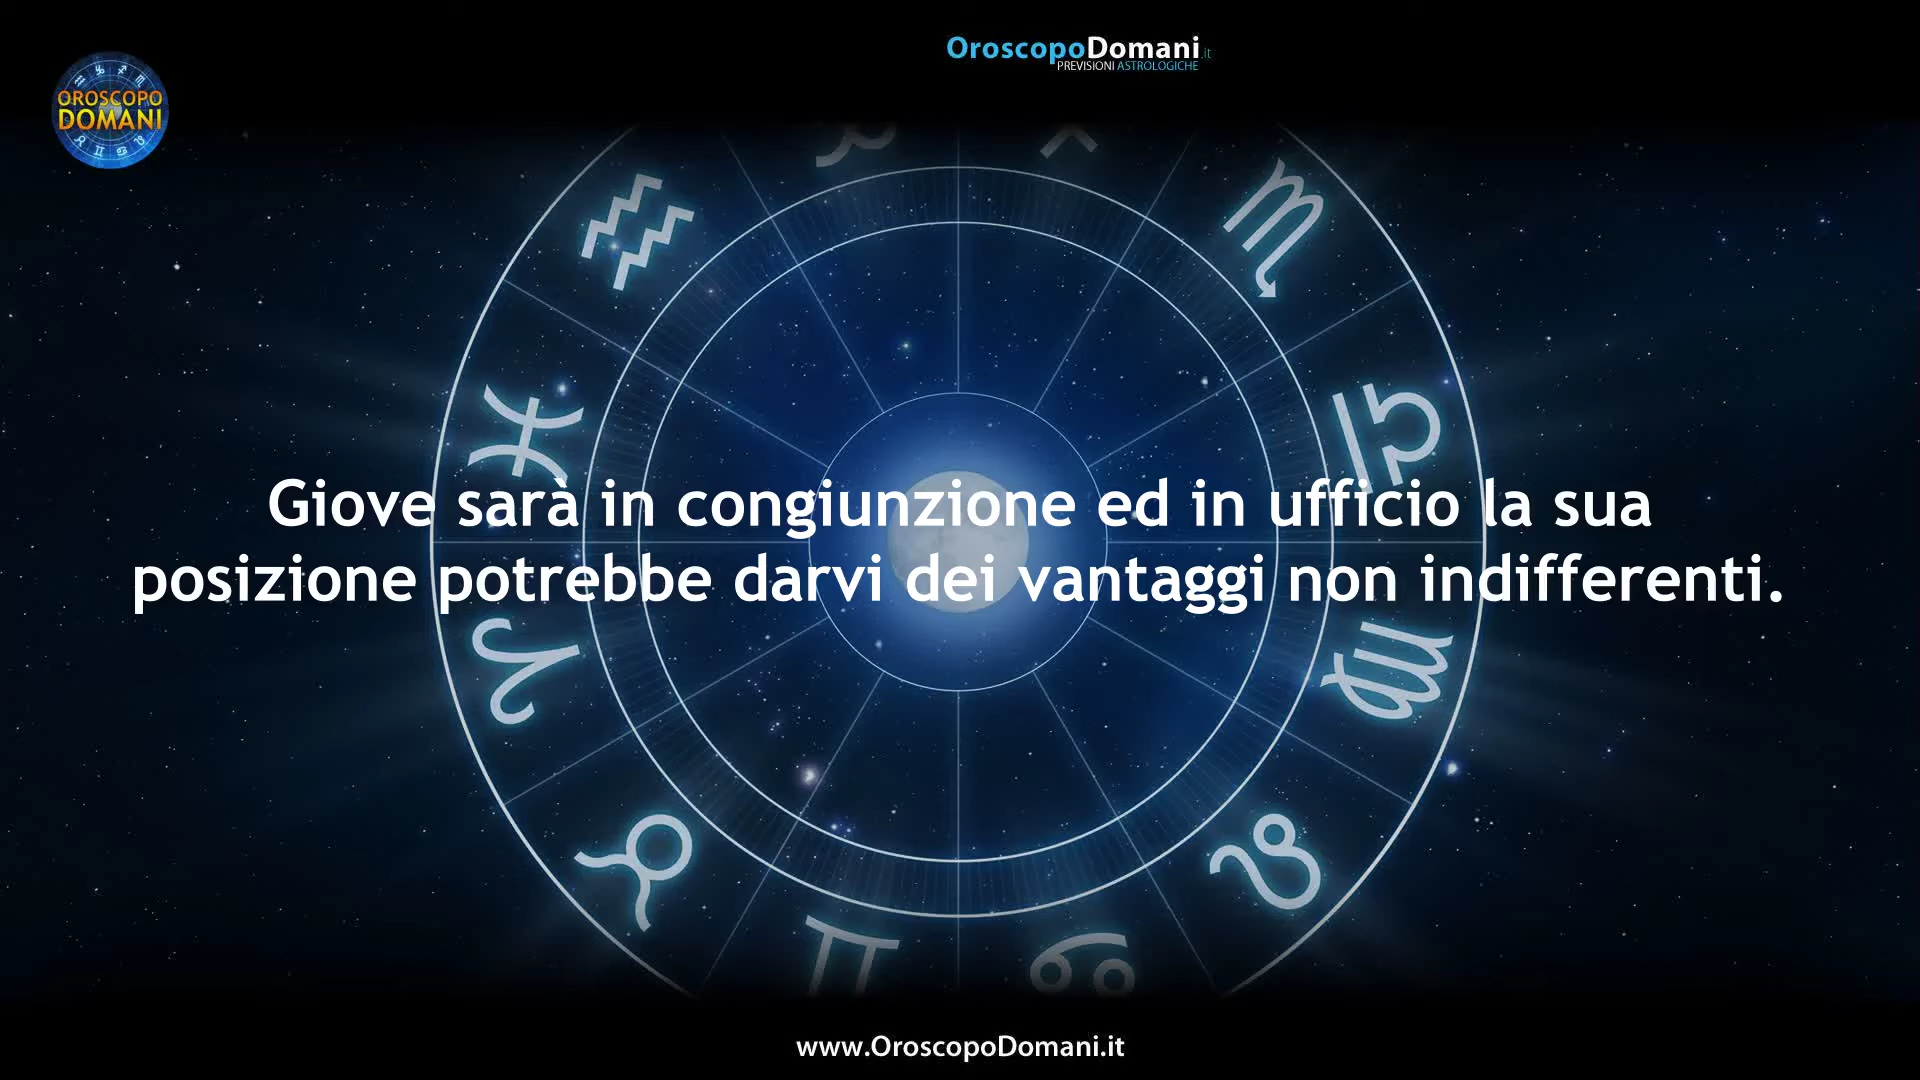 OroscopoDomani.it
PREVISIONI ASTROLOGICHE
OROSCOPO
DOMANI
Giove sarà in congiunzione ed in ufficio la sua
posizione potrebbe darvi dei vantaggi non indifferenti.
www.OroscopoDomani.it